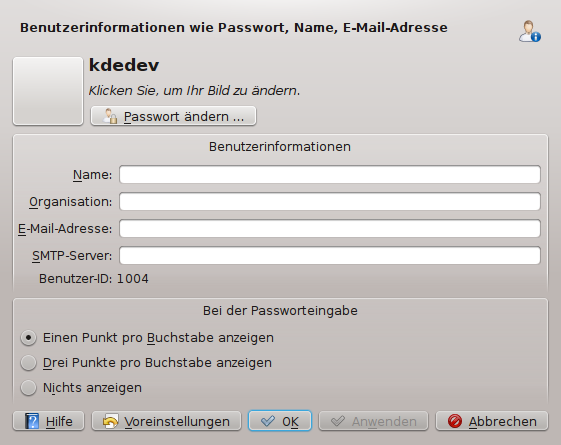 Benutzerinformationen wie Passwort, Name, E-Mail-Adresse
kdedev
Klicken Sie, um Ihr Bild zu ändern.
Passwort ändern ...
Benutzerinformationen
Name:
Organisation:
E-Mail-Adresse:
SMTP-Server:
Benutzer-ID: 1004
Bei der Passworteingabe
Einen Punkt pro Buchstabe anzeigen
Drei Punkte pro Buchstabe anzeigen
Nichts anzeigen
Hilfe Voreinstellungen OK Anwenden Abbrechen